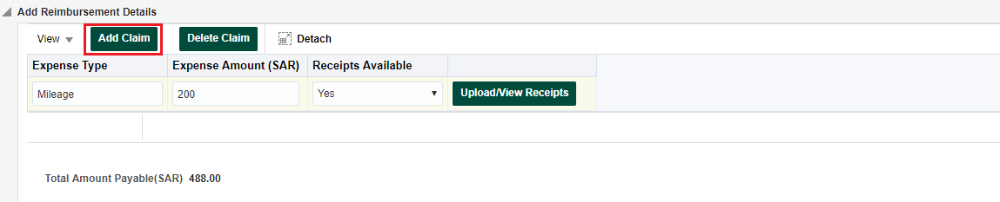 Add Reimbursement Details
View Add Claim Delete Claim Detach
Expense Type Expense Amount (SAR) Receipts Available
Mileage 200 Yes Upload/View Receipts
Total Amount Payable(SAR) 488.00